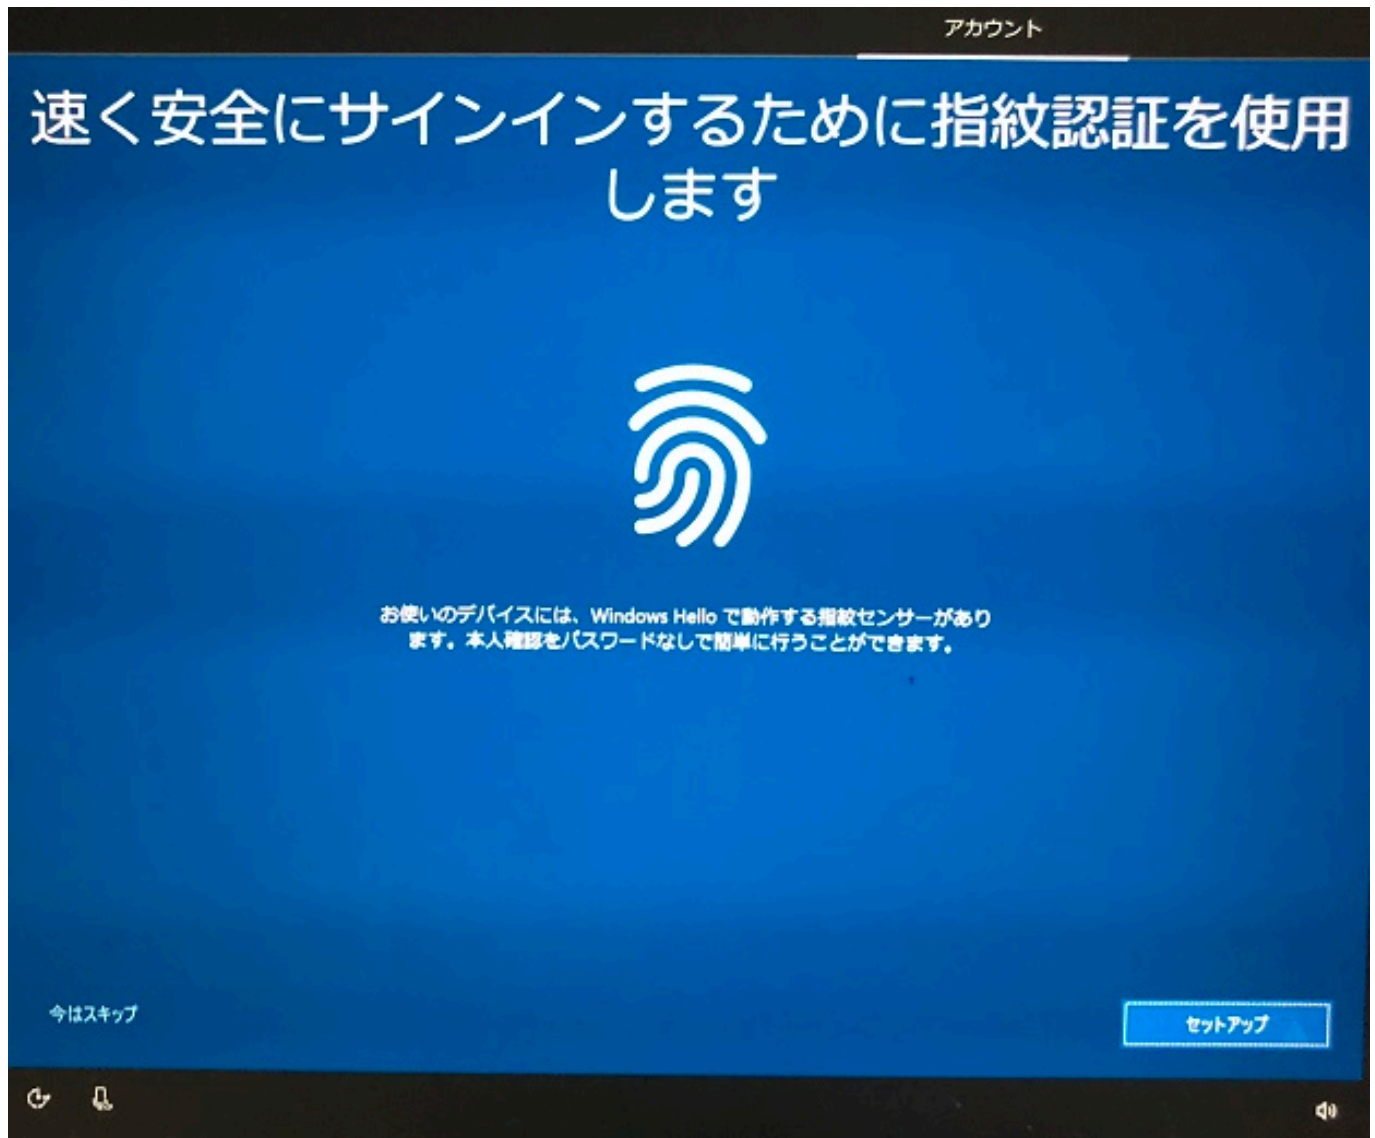 アカウント
速く安全にサインインするために指紋認証を使用
します
お使いのデバイスには、Windows Hello で動作する指紋センサーがあり
ます。本人確認をパスワードなしで簡単に行うことができます。
今はスキップ
セットアップ